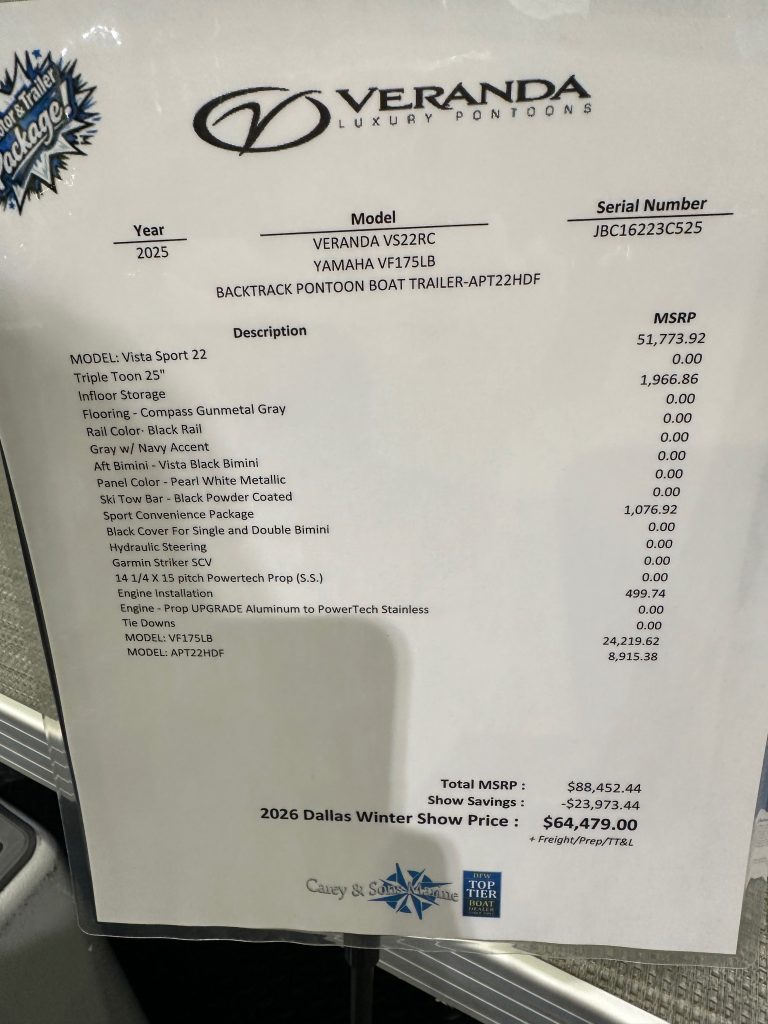 Motor & Trailer
Package!
VERANDA
LUXURY PONTOONS
Year Model Serial Number
2025 VERANDA VS22RC JBC16223C525
YAMAHA VF175LB
BACKTRACK PONTOON BOAT TRAILER-APT22HDF
Description MSRP
MODEL: Vista Sport 22 51,773.92
Triple Toon 25" 0.00
Infloor Storage 1,966.86
Flooring - Compass Gunmetal Gray 0.00
Rail Color- Black Rail 0.00
Gray w/ Navy Accent 0.00
Aft Bimini - Vista Black Bimini 0.00
Panel Color - Pearl White Metallic 0.00
Ski Tow Bar - Black Powder Coated 0.00
Sport Convenience Package 1,076.92
Black Cover For Single and Double Bimini 0.00
Hydraulic Steering 0.00
Garmin Striker SCV 0.00
14 1/4 X 15 pitch Powertech Prop (S.S.) 0.00
Engine Installation 499.74
Engine - Prop UPGRADE Aluminum to PowerTech Stainless 0.00
Tie Downs 0.00
MODEL: VF175LB 24,219.62
MODEL: APT22HDF 8,915.38
Total MSRP : $88,452.44
Show Savings : -$23,973.44
2026 Dallas Winter Show Price : $64,479.00
+ Freight/Prep/TT&L
Carey & Sons Marine
DFW
TOP
TIER
BOAT
DEALER